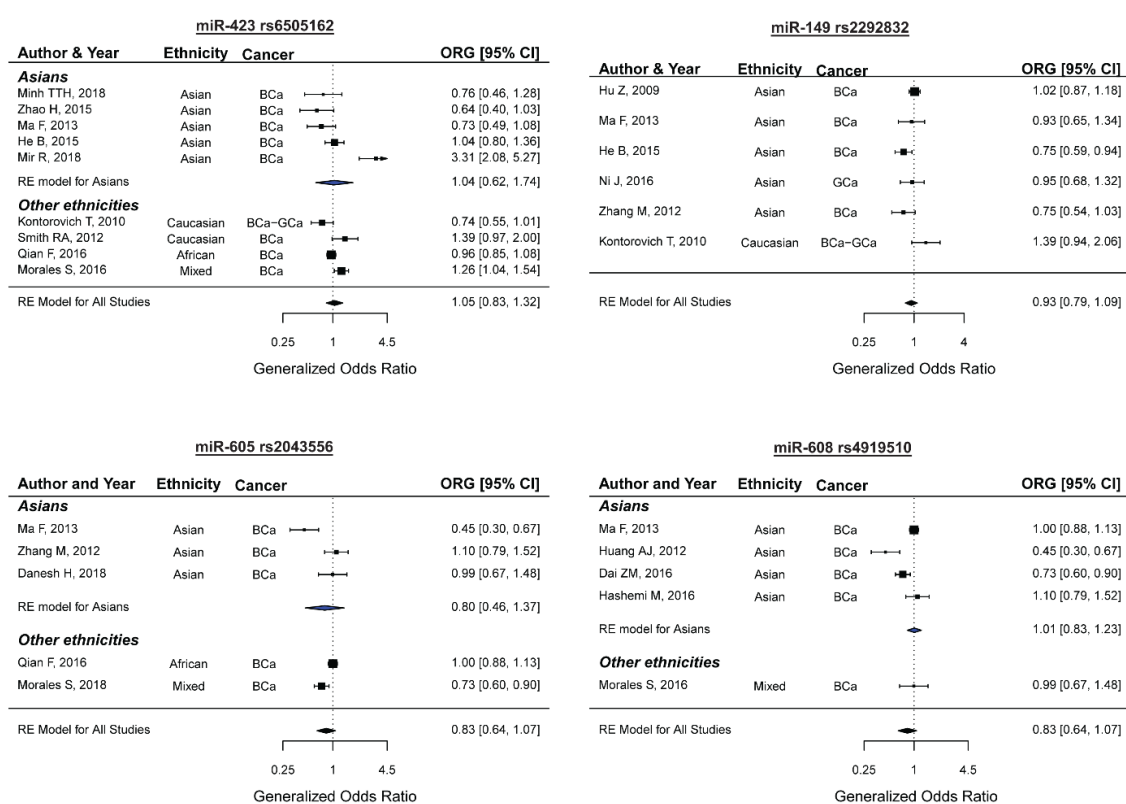 miR-423 rs6505162
Author & Year Ethnicity Cancer ORG [95% CI]
Asians
Minh TTH, 2018 Asian BCa 0.76 [0.46, 1.28]
Zhao H, 2015 Asian BCa 0.64 [0.40, 1.03]
Ma F, 2013 Asian BCa 0.73 [0.49, 1.08]
He B, 2015 Asian BCa 1.04 [0.80, 1.36]
Mir R, 2018 Asian BCa 3.31 [2.08, 5.27]
RE model for Asians 1.04 [0.62, 1.74]
Other ethnicities
Kontorovich T, 2010 Caucasian BCa−GCa 0.74 [0.55, 1.01]
Smith RA, 2012 Caucasian BCa 1.39 [0.97, 2.00]
Qian F, 2016 African BCa 0.96 [0.85, 1.08]
Morales S, 2016 Mixed BCa 1.26 [1.04, 1.54]
RE Model for All Studies 1.05 [0.83, 1.32]
0.25 1 4.5
Generalized Odds Ratio
miR-149 rs2292832
Author & Year Ethnicity Cancer ORG [95% CI]
Hu Z, 2009 Asian BCa 1.02 [0.87, 1.18]
Ma F, 2013 Asian BCa 0.93 [0.65, 1.34]
He B, 2015 Asian BCa 0.75 [0.59, 0.94]
Ni J, 2016 Asian GCa 0.95 [0.68, 1.32]
Zhang M, 2012 Asian BCa 0.75 [0.54, 1.03]
Kontorovich T, 2010 Caucasian BCa−GCa 1.39 [0.94, 2.06]
RE Model for All Studies 0.93 [0.79, 1.09]
0.25 1 4
Generalized Odds Ratio
miR-605 rs2043556
Author and Year Ethnicity Cancer ORG [95% CI]
Asians
Ma F, 2013 Asian BCa 0.45 [0.30, 0.67]
Zhang M, 2012 Asian BCa 1.10 [0.79, 1.52]
Danesh H, 2018 Asian BCa 0.99 [0.67, 1.48]
RE model for Asians 0.80 [0.46, 1.37]
Other ethnicities
Qian F, 2016 African BCa 1.00 [0.88, 1.13]
Morales S, 2018 Mixed BCa 0.73 [0.60, 0.90]
RE Model for All Studies 0.83 [0.64, 1.07]
0.25 1 4.5
Generalized Odds Ratio
miR-608 rs4919510
Author and Year Ethnicity Cancer ORG [95% CI]
Asians
Ma F, 2013 Asian BCa 1.00 [0.88, 1.13]
Huang AJ, 2012 Asian BCa 0.45 [0.30, 0.67]
Dai ZM, 2016 Asian BCa 0.73 [0.60, 0.90]
Hashemi M, 2016 Asian BCa 1.10 [0.79, 1.52]
RE model for Asians 1.01 [0.83, 1.23]
Other ethnicities
Morales S, 2016 Mixed BCa 0.99 [0.67, 1.48]
RE Model for All Studies 0.83 [0.64, 1.07]
0.25 1 4.5
Generalized Odds Ratio